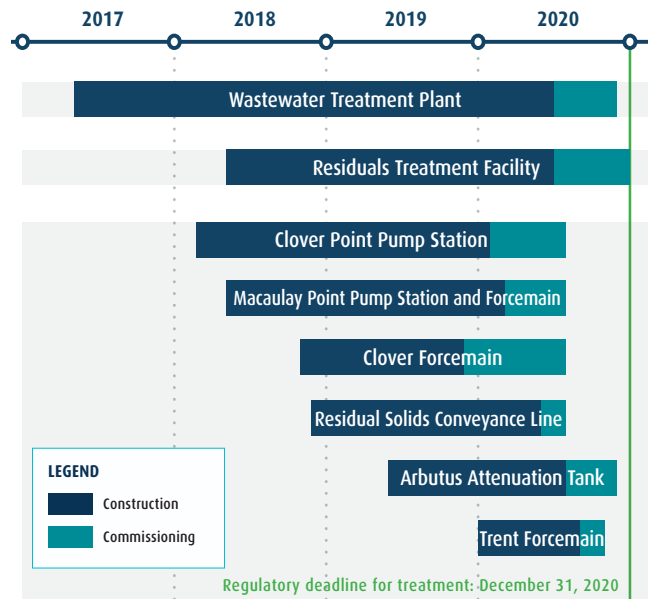 2017 2018 2019 2020
Wastewater Treatment Plant
Residuals Treatment Facility
Clover Point Pump Station
Macaulay Point Pump Station and Forcemain
Clover Forcemain
Residual Solids Conveyance Line
Arbutus Attenuation Tank
Trent Forcemain
LEGEND
Construction
Commissioning
Regulatory deadline for treatment: December 31, 2020